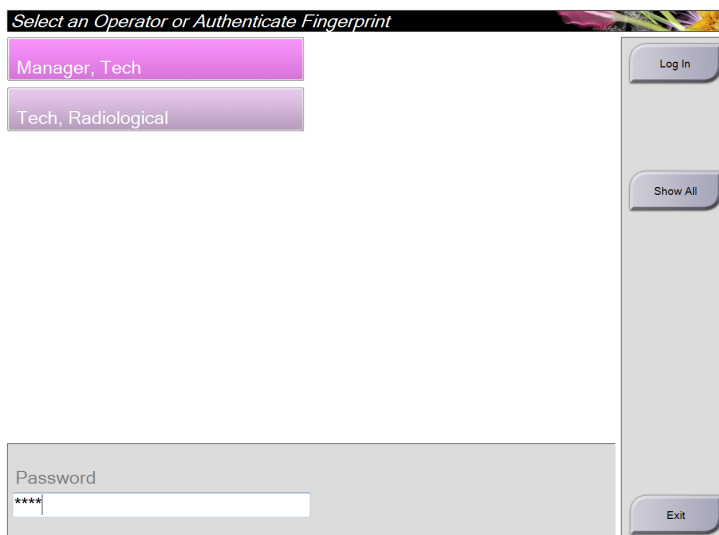 Select an Operator or Authenticate Fingerprint
Manager, Tech
Log In
Tech, Radiological
Show All
Password
****
Exit